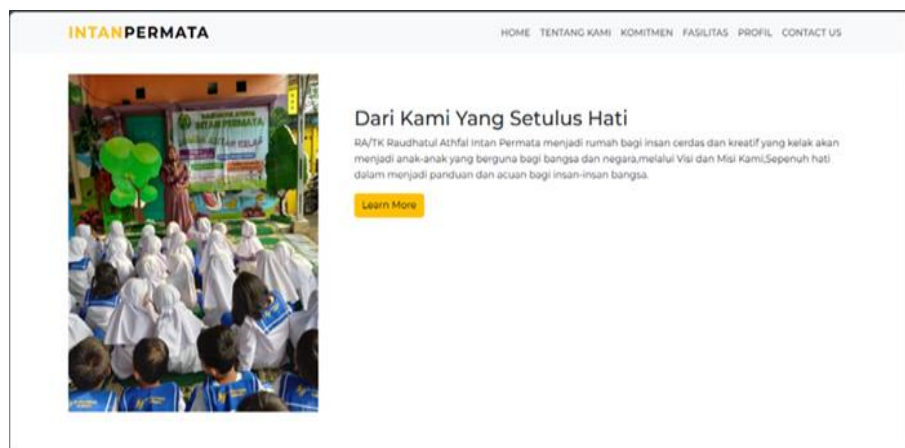 INTANPERMATA
HOME TENTANG KAMI KOMITMEN FASILITAS PROFIL CONTACT US
RAUDHATUL ATHFAL
INTAN PERMATA
Dari Kami Yang Setulus Hati
RA/TK Raudhatul Athfal Intan Permata menjadi rumah bagi insan cerdas dan kreatif yang kelak akan
menjadi anak-anak yang berguna bagi bangsa dan negara,melalui Visi dan Misi Kami,Sepenuh hati
dalam menjadi panduan dan acuan bagi insan-insan bangsa.
Learn More